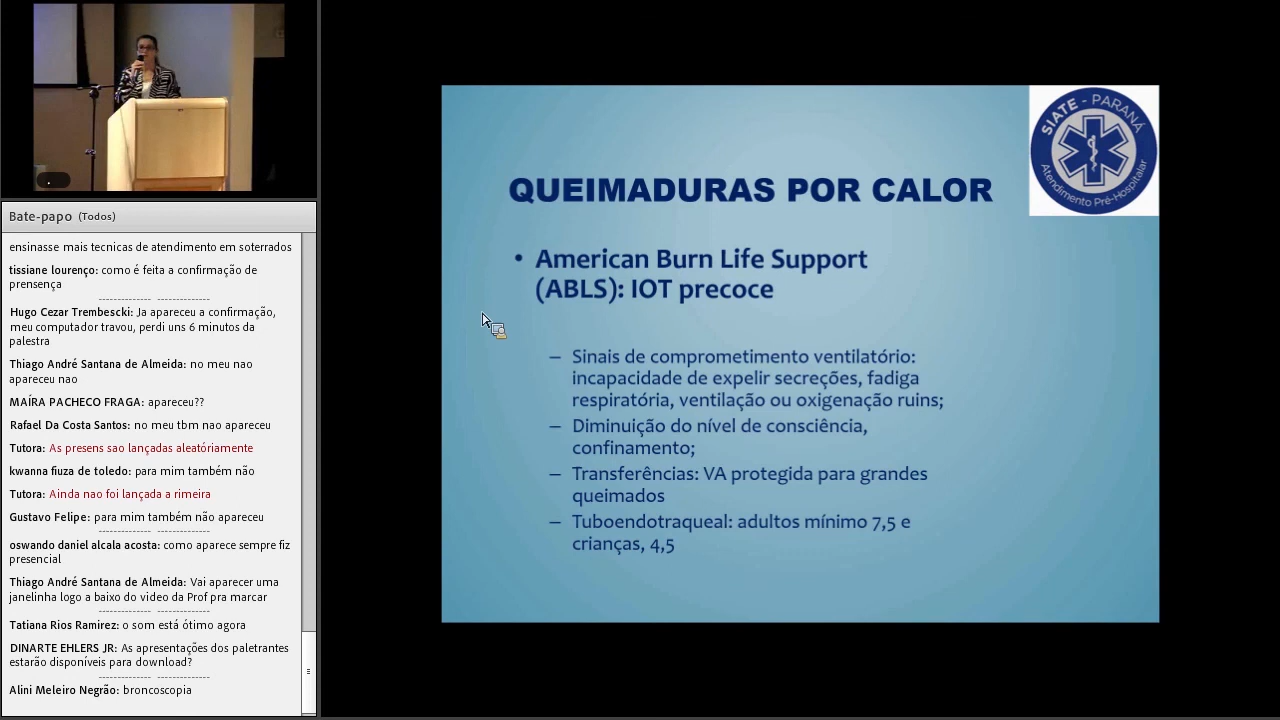 Bate-papo (Todos)
ensinasse mais tecnicas de atendimento em soterrados
tissiane lourenço: como é feita a confirmação de
prensença
Hugo Cezar Trembescki: Ja apareceu a confirmação,
meu computador travou, perdi uns 6 minutos da
palestra
Thiago André Santana de Almeida: no meu nao
apareceu nao
MAÍRA PACHECO FRAGA: apareceu??
Rafael Da Costa Santos: no meu tbm nao apareceu
Tutora: As presens sao lançadas aleatóriamente
kwanna fiuza de toledo: para mim também não
Tutora: Ainda nao foi lançada a rimeira
Gustavo Felipe: para mim também não apareceu
oswando daniel alcala acosta: como aparece sempre fiz
presencial
Thiago André Santana de Almeida: Vai aparecer uma
janelinha logo a baixo do video da Prof pra marcar
Tatiana Rios Ramirez: o som está ótimo agora
DINARTE EHLERS JR: As apresentações dos paletrantes
estarão disponíveis para download?
Alini Meleiro Negrão: broncoscopia
SIATE - PARANÁ
Atendimento Pré-Hospitalar
QUEIMADURAS POR CALOR
• American Burn Life Support
(ABLS): IOT precoce
– Sinais de comprometimento ventilatório:
incapacidade de expelir secreções, fadiga
respiratória, ventilação ou oxigenação ruins;
– Diminuição do nível de consciência,
confinamento;
– Transferências: VA protegida para grandes
queimados
– Tuboendotraqueal: adultos mínimo 7,5 e
crianças, 4,5